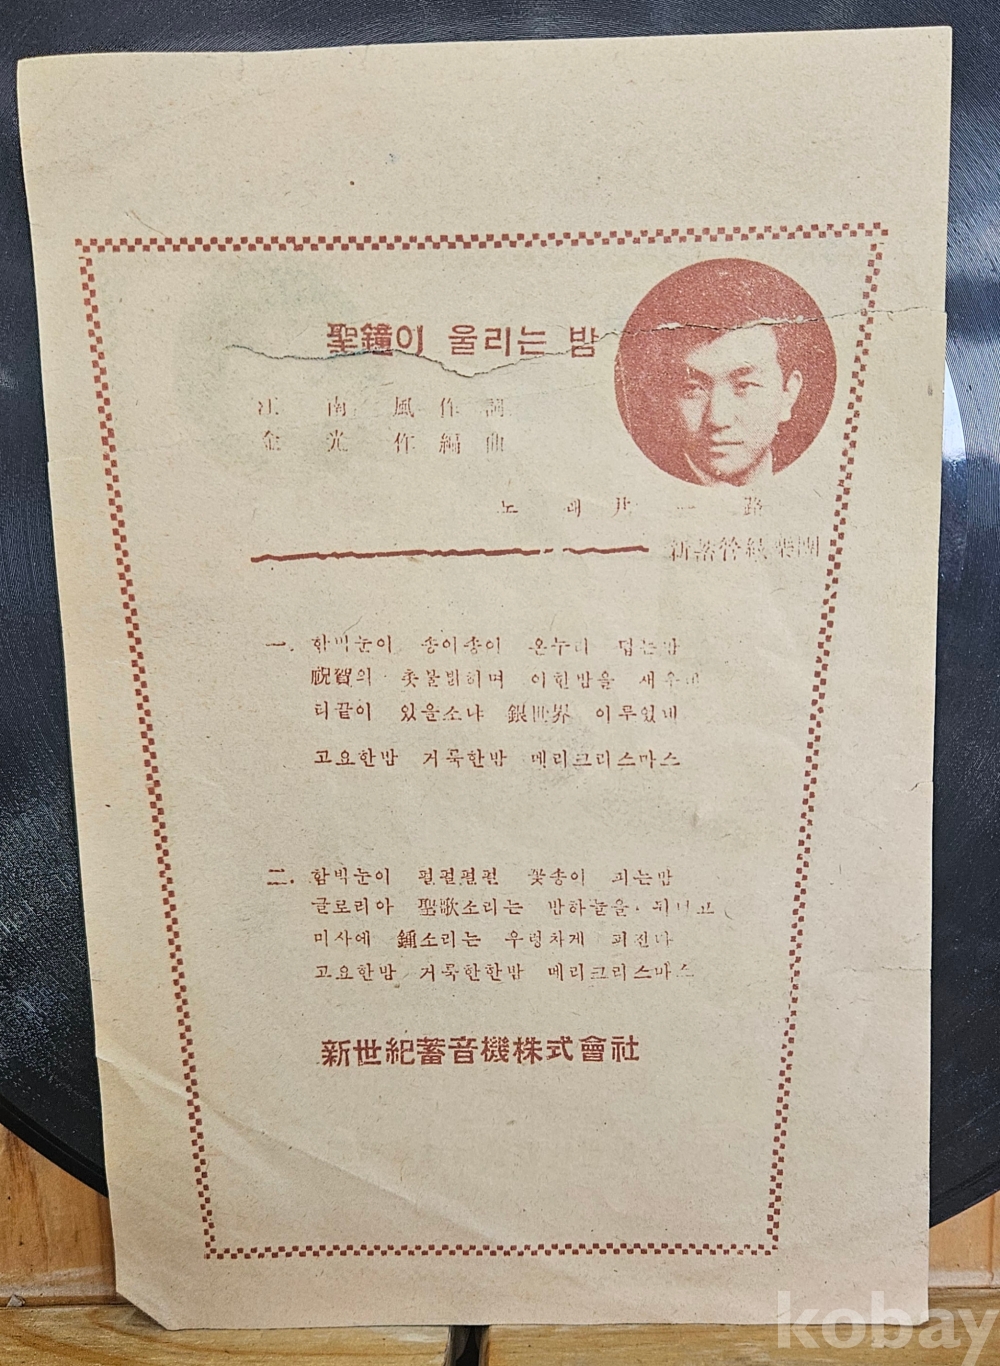 聖鐘이 울리는 밤
江南風 作詞
金光 作編曲
노래 尹一路
新世管絃楽團
一. 함박눈이 송이송이 온누리 덥는밤
祝賀의 촛불밝히며 이한밤을 새우네
티끝이 있을소냐 銀世界 이루었네
고요한밤 거룩한밤 메리크리스마스
二. 함박눈이 펄펄펄펄 꽃송이 피는밤
글로리아 聖歌소리는 밤하늘을
미사에 鍾소리는 우렁차게 퍼진다
고요한밤 거룩한한밤 메리크리스마스
新世紀蓄音機株式會社
kobay